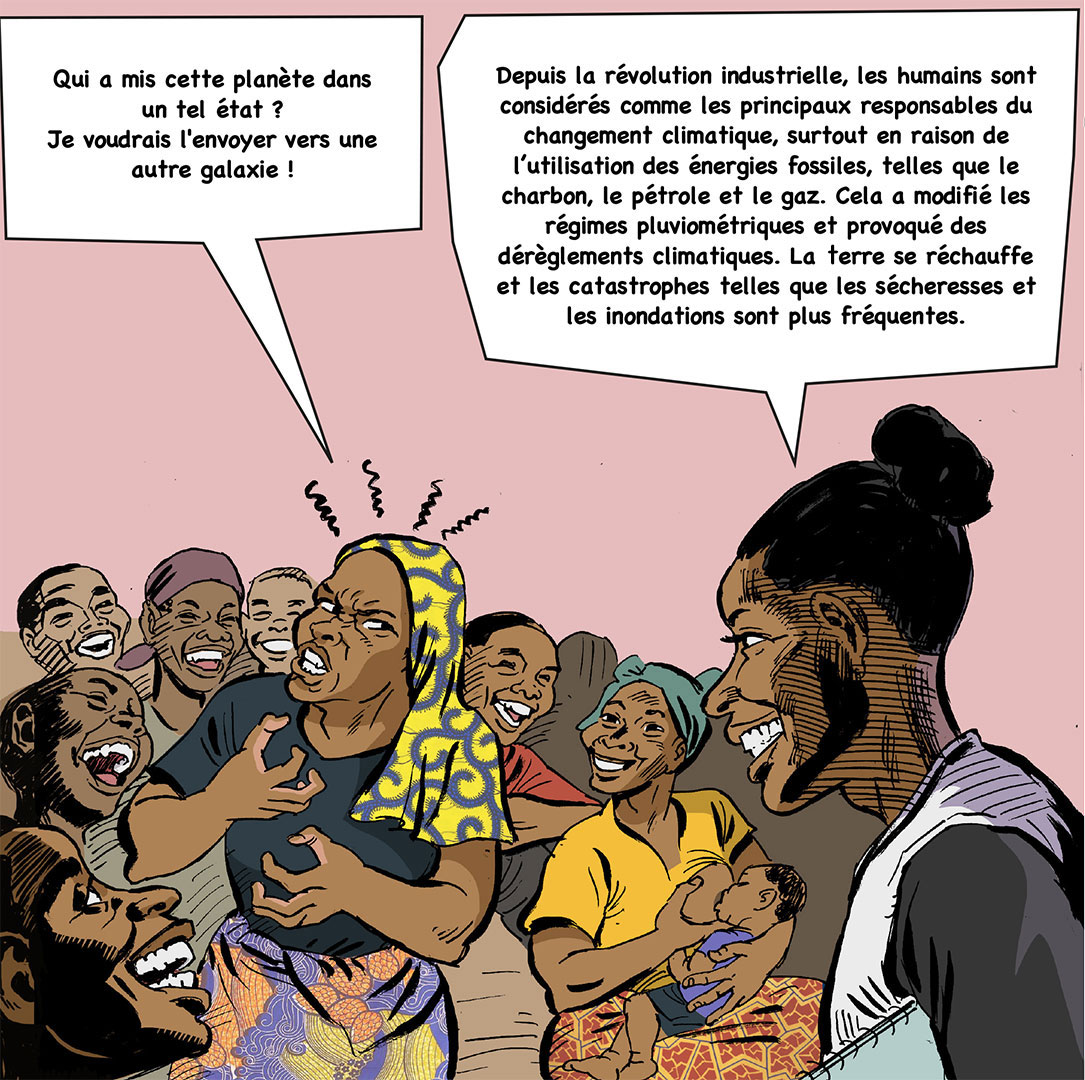 Qui a mis cette planète dans
un tel état ?
Je voudrais l'envoyer vers une
autre galaxie !
Depuis la révolution industrielle, les humains sont
considérés comme les principaux responsables du
changement climatique, surtout en raison de
l’utilisation des énergies fossiles, telles que le
charbon, le pétrole et le gaz. Cela a modifié les
régimes pluviométriques et provoqué des
dérèglements climatiques. La terre se réchauffe
et les catastrophes telles que les sécheresses et
les inondations sont plus fréquentes.